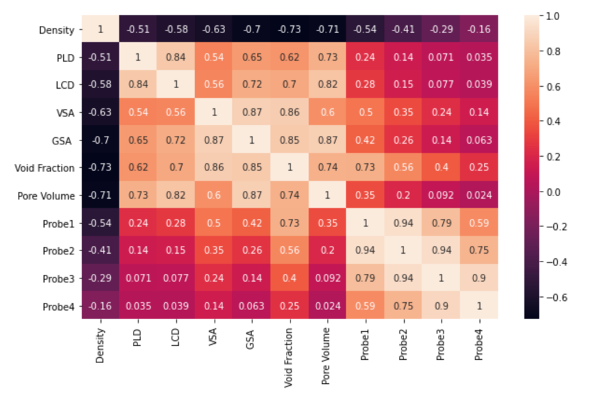 Density 1 -0.51 -0.58 -0.63 -0.7 -0.73 -0.71 -0.54 -0.41 -0.29 -0.16
PLD -0.51 1 0.84 0.54 0.65 0.62 0.73 0.24 0.14 0.071 0.035
LCD -0.58 0.84 1 0.56 0.72 0.7 0.82 0.28 0.15 0.077 0.039
VSA -0.63 0.54 0.56 1 0.87 0.86 0.6 0.5 0.35 0.24 0.14
GSA -0.7 0.65 0.72 0.87 1 0.85 0.87 0.42 0.26 0.14 0.063
Void Fraction -0.73 0.62 0.7 0.86 0.85 1 0.74 0.73 0.56 0.4 0.25
Pore Volume -0.71 0.73 0.82 0.6 0.87 0.74 1 0.35 0.2 0.092 0.024
Probe1 -0.54 0.24 0.28 0.5 0.42 0.73 0.35 1 0.94 0.79 0.59
Probe2 -0.41 0.14 0.15 0.35 0.26 0.56 0.2 0.94 1 0.94 0.75
Probe3 -0.29 0.071 0.077 0.24 0.14 0.4 0.092 0.79 0.94 1 0.9
Probe4 -0.16 0.035 0.039 0.14 0.063 0.25 0.024 0.59 0.75 0.9 1
Density PLD LCD VSA GSA Void Fraction Pore Volume Probe1 Probe2 Probe3 Probe4
1.0
0.8
0.6
0.4
0.2
0.0
-0.2
-0.4
-0.6